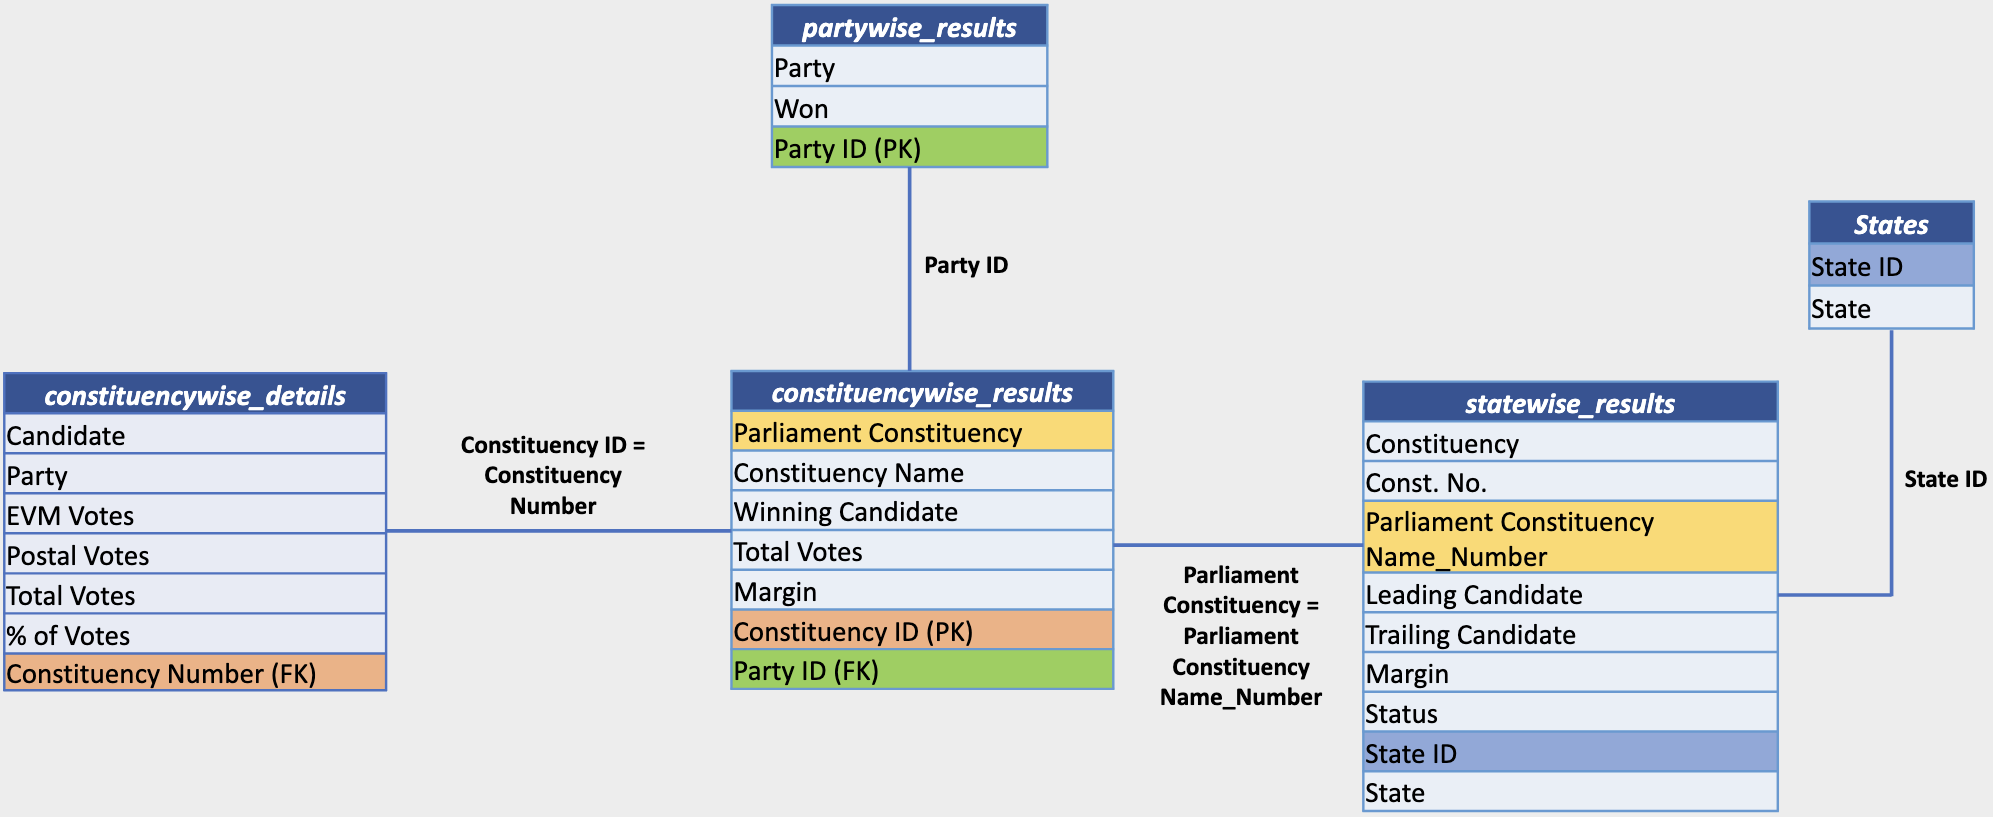 partywise_results
Party
Won
Party ID (PK)
Party ID
States
State ID
State
State ID
constituencywise_details
Candidate
Party
EVM Votes
Postal Votes
Total Votes
% of Votes
Constituency Number (FK)
Constituency ID =
Constituency
Number
constituencywise_results
Parliament Constituency
Constituency Name
Winning Candidate
Total Votes
Margin
Constituency ID (PK)
Party ID (FK)
Parliament
Constituency =
Parliament
Constituency
Name_Number
statewise_results
Constituency
Const. No.
Parliament Constituency
Name_Number
Leading Candidate
Trailing Candidate
Margin
Status
State ID
State